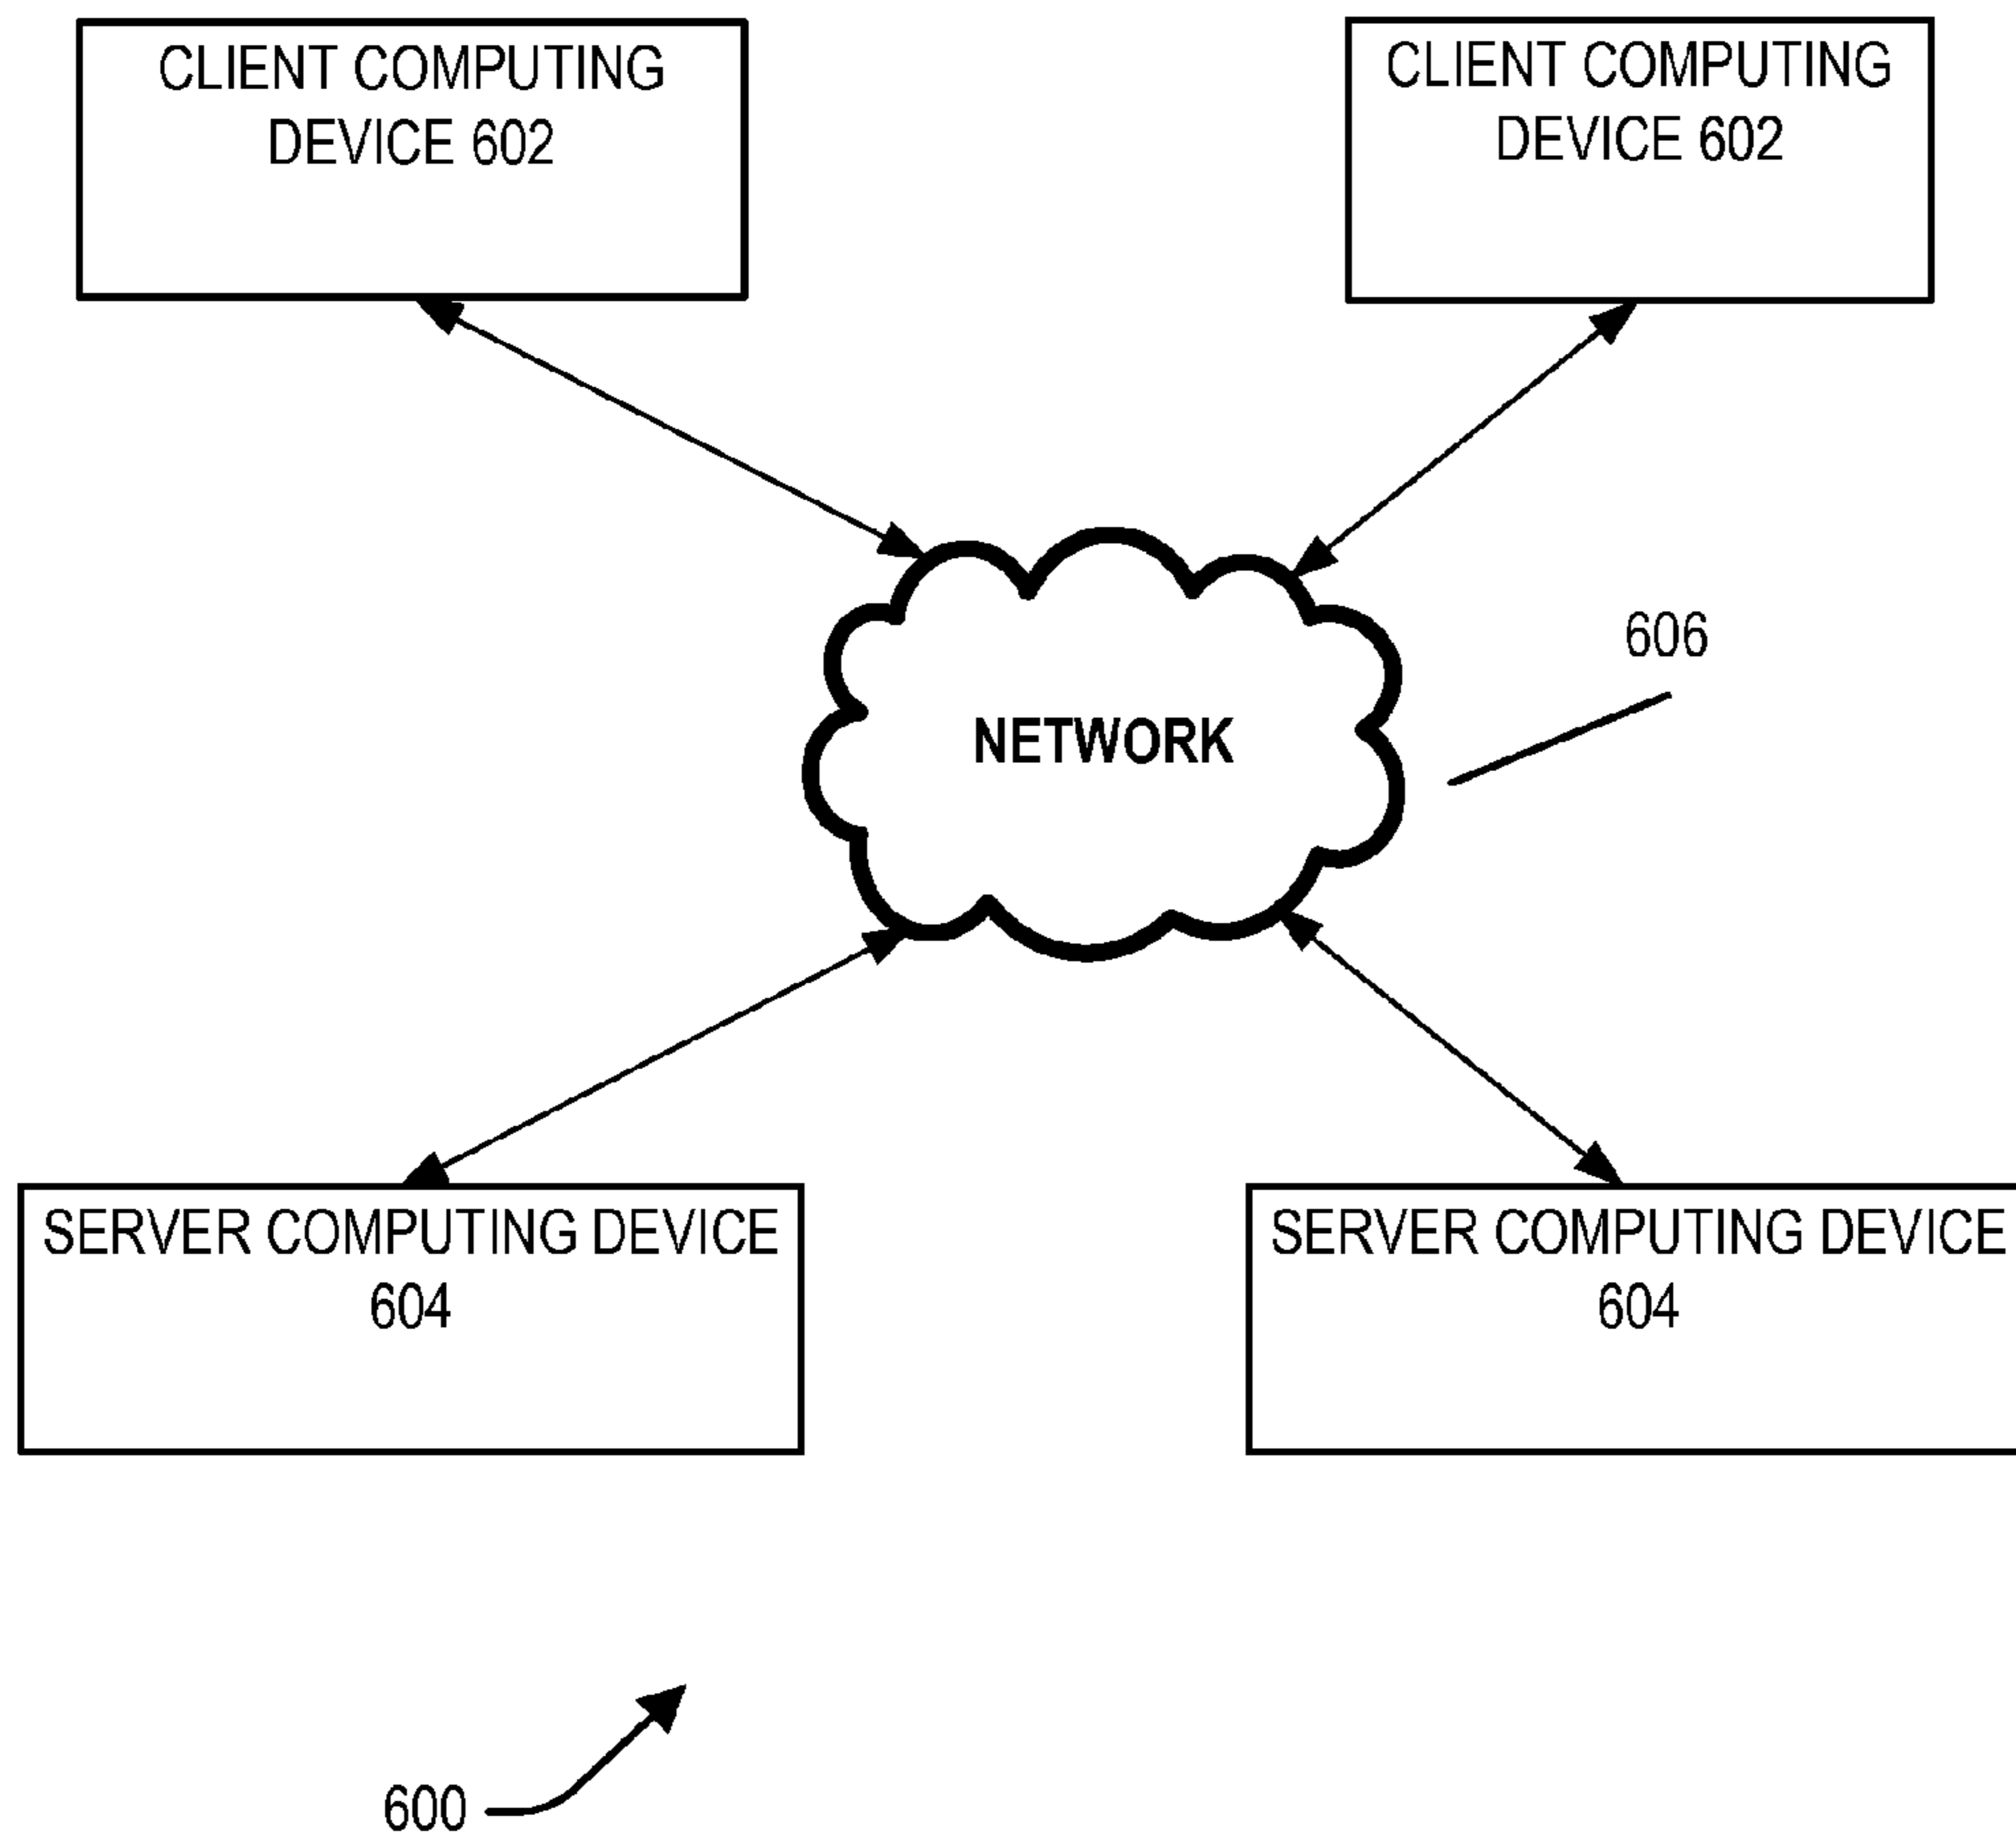 CLIENT COMPUTING
DEVICE 602
CLIENT COMPUTING
DEVICE 602
606
NETWORK
SERVER COMPUTING DEVICE
604
SERVER COMPUTING DEVICE
604
600